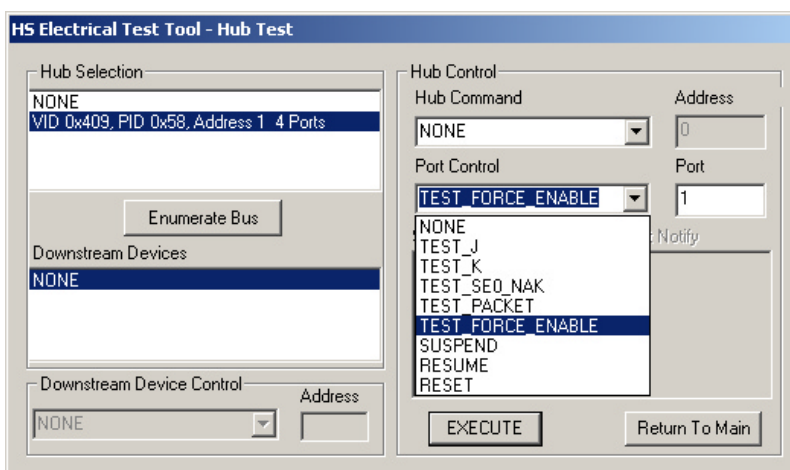 HS Electrical Test Tool - Hub Test
Hub Selection
NONE
VID 0x409, PID 0x58, Address 1 4 Ports
Enumerate Bus
Downstream Devices
NONE
Downstream Device Control
Address
NONE
Hub Control
Hub Command
Address
NONE
0
Port Control
Port
TEST_FORCE_ENABLE
1
NONE
TEST_J
TEST_K
TEST_SE0_NAK
TEST_PACKET
TEST_FORCE_ENABLE
SUSPEND
RESUME
RESET
Notify
EXECUTE
Return To Main